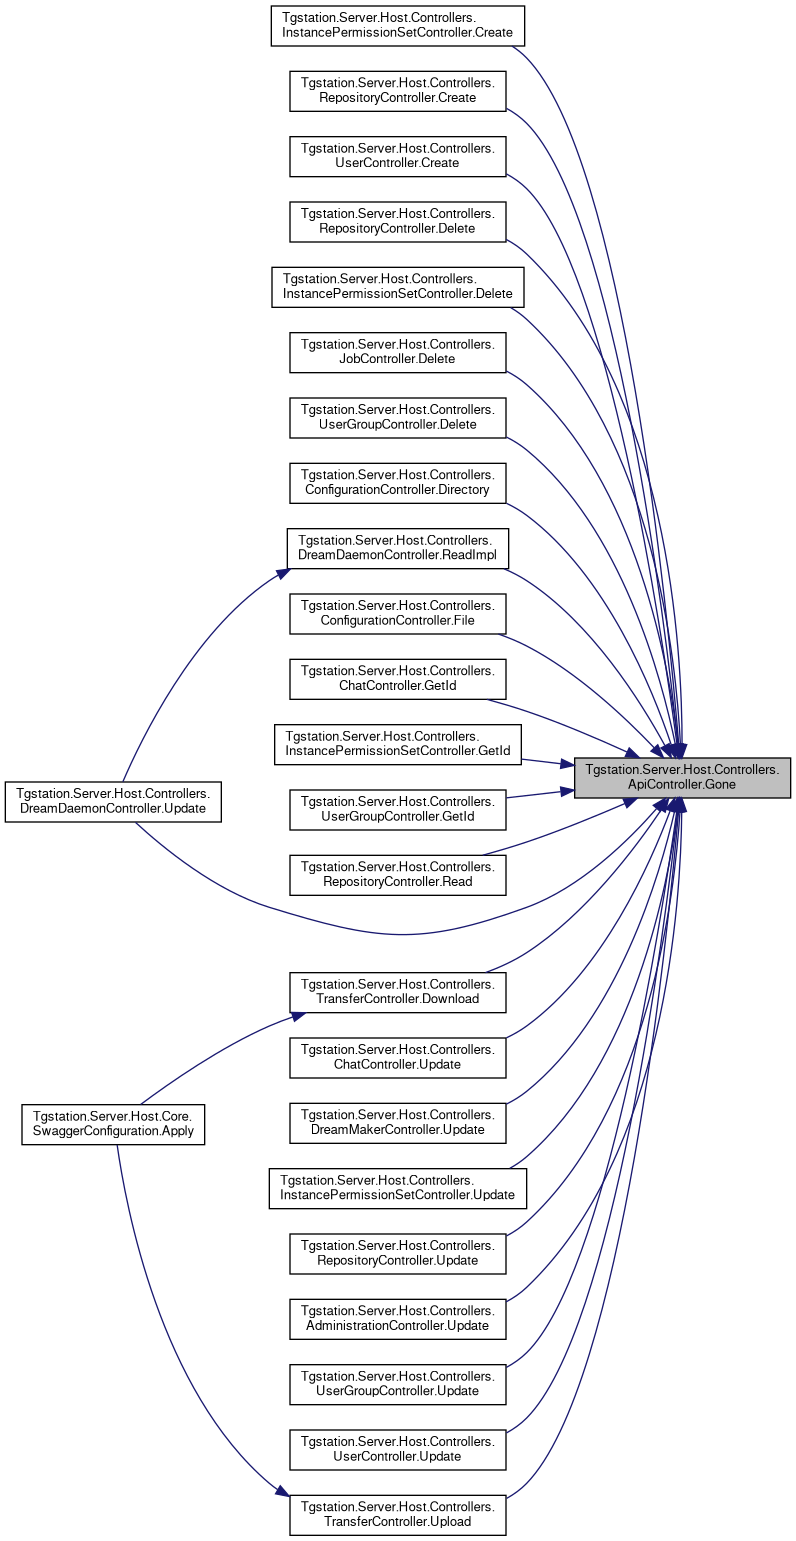 Tgstation.Server.Host.Controllers.
InstancePermissionSetController.Create
Tgstation.Server.Host.Controllers.
RepositoryController.Create
Tgstation.Server.Host.Controllers.
UserController.Create
Tgstation.Server.Host.Controllers.
RepositoryController.Delete
Tgstation.Server.Host.Controllers.
InstancePermissionSetController.Delete
Tgstation.Server.Host.Controllers.
JobController.Delete
Tgstation.Server.Host.Controllers.
UserGroupController.Delete
Tgstation.Server.Host.Controllers.
ConfigurationController.Directory
Tgstation.Server.Host.Controllers.
DreamDaemonController.ReadImpl
Tgstation.Server.Host.Controllers.
ConfigurationController.File
Tgstation.Server.Host.Controllers.
ChatController.GetId
Tgstation.Server.Host.Controllers.
InstancePermissionSetController.GetId
Tgstation.Server.Host.Controllers.
ApiController.Gone
Tgstation.Server.Host.Controllers.
DreamDaemonController.Update
Tgstation.Server.Host.Controllers.
UserGroupController.GetId
Tgstation.Server.Host.Controllers.
RepositoryController.Read
Tgstation.Server.Host.Controllers.
TransferController.Download
Tgstation.Server.Host.Controllers.
ChatController.Update
Tgstation.Server.Host.Core.
SwaggerConfiguration.Apply
Tgstation.Server.Host.Controllers.
DreamMakerController.Update
Tgstation.Server.Host.Controllers.
InstancePermissionSetController.Update
Tgstation.Server.Host.Controllers.
RepositoryController.Update
Tgstation.Server.Host.Controllers.
AdministrationController.Update
Tgstation.Server.Host.Controllers.
UserGroupController.Update
Tgstation.Server.Host.Controllers.
UserController.Update
Tgstation.Server.Host.Controllers.
TransferController.Upload